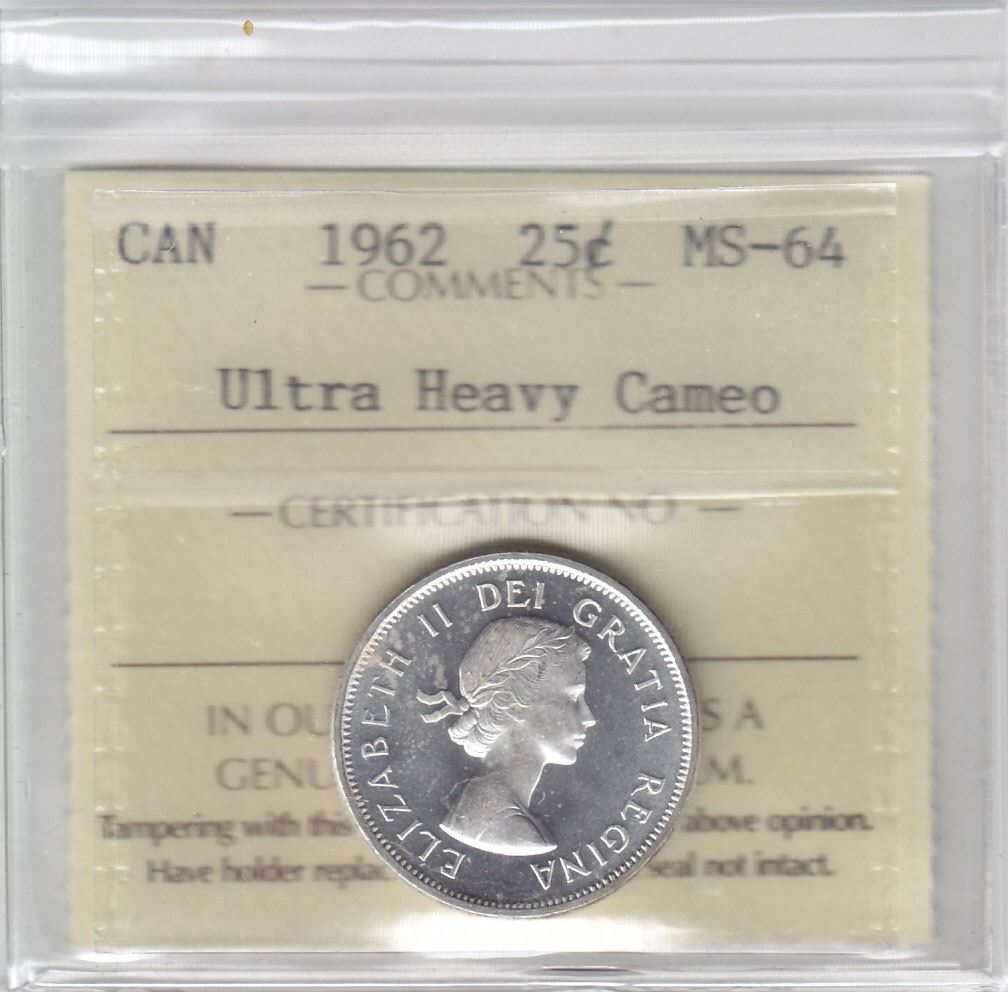 CAN 1962 25¢ MS-64
— COMMENTS —
Ultra Heavy Cameo
— CERTIFICATION NO —
IN OU S A
GENU M.
Tampering with this above opinion.
Have holder replac seal not intact.
ELIZABETH II DEI GRATIA REGINA